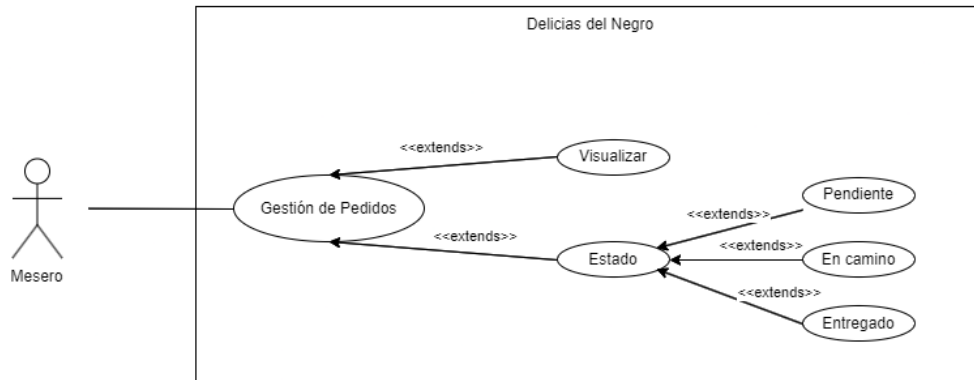 Delicias del Negro
<<extends>>
Visualizar
Pendiente
Gestión de Pedidos
<<extends>>
<<extends>>
Estado
<<extends>>
En camino
Mesero
<<extends>>
Entregado